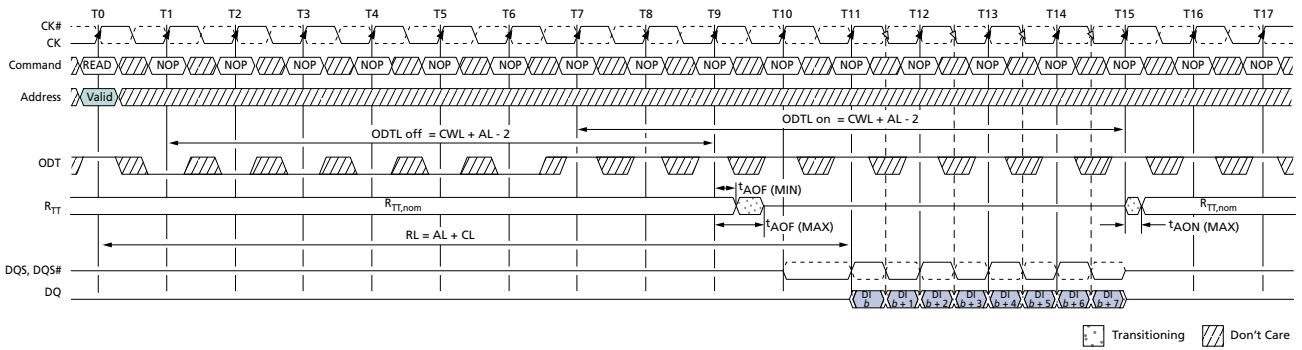 T0 T1 T2 T3 T4 T5 T6 T7 T8 T9 T10 T11 T12 T13 T14 T15 T16 T17
CK#
CK
Command READ NOP NOP NOP NOP NOP NOP NOP NOP NOP NOP NOP NOP NOP NOP NOP NOP NOP
Address Valid
ODTL on = CWL + AL - 2
ODTL off = CWL + AL - 2
ODT
tAOF (MIN)
RTT RTT,nom RTT,nom
tAOF (MAX) tAON (MAX)
RL = AL + CL
DQS, DQS#
DQ
DI b DI b + 1 DI b + 2 DI b + 3 DI b + 4 DI b + 5 DI b + 6 DI b + 7
Transitioning Don't Care